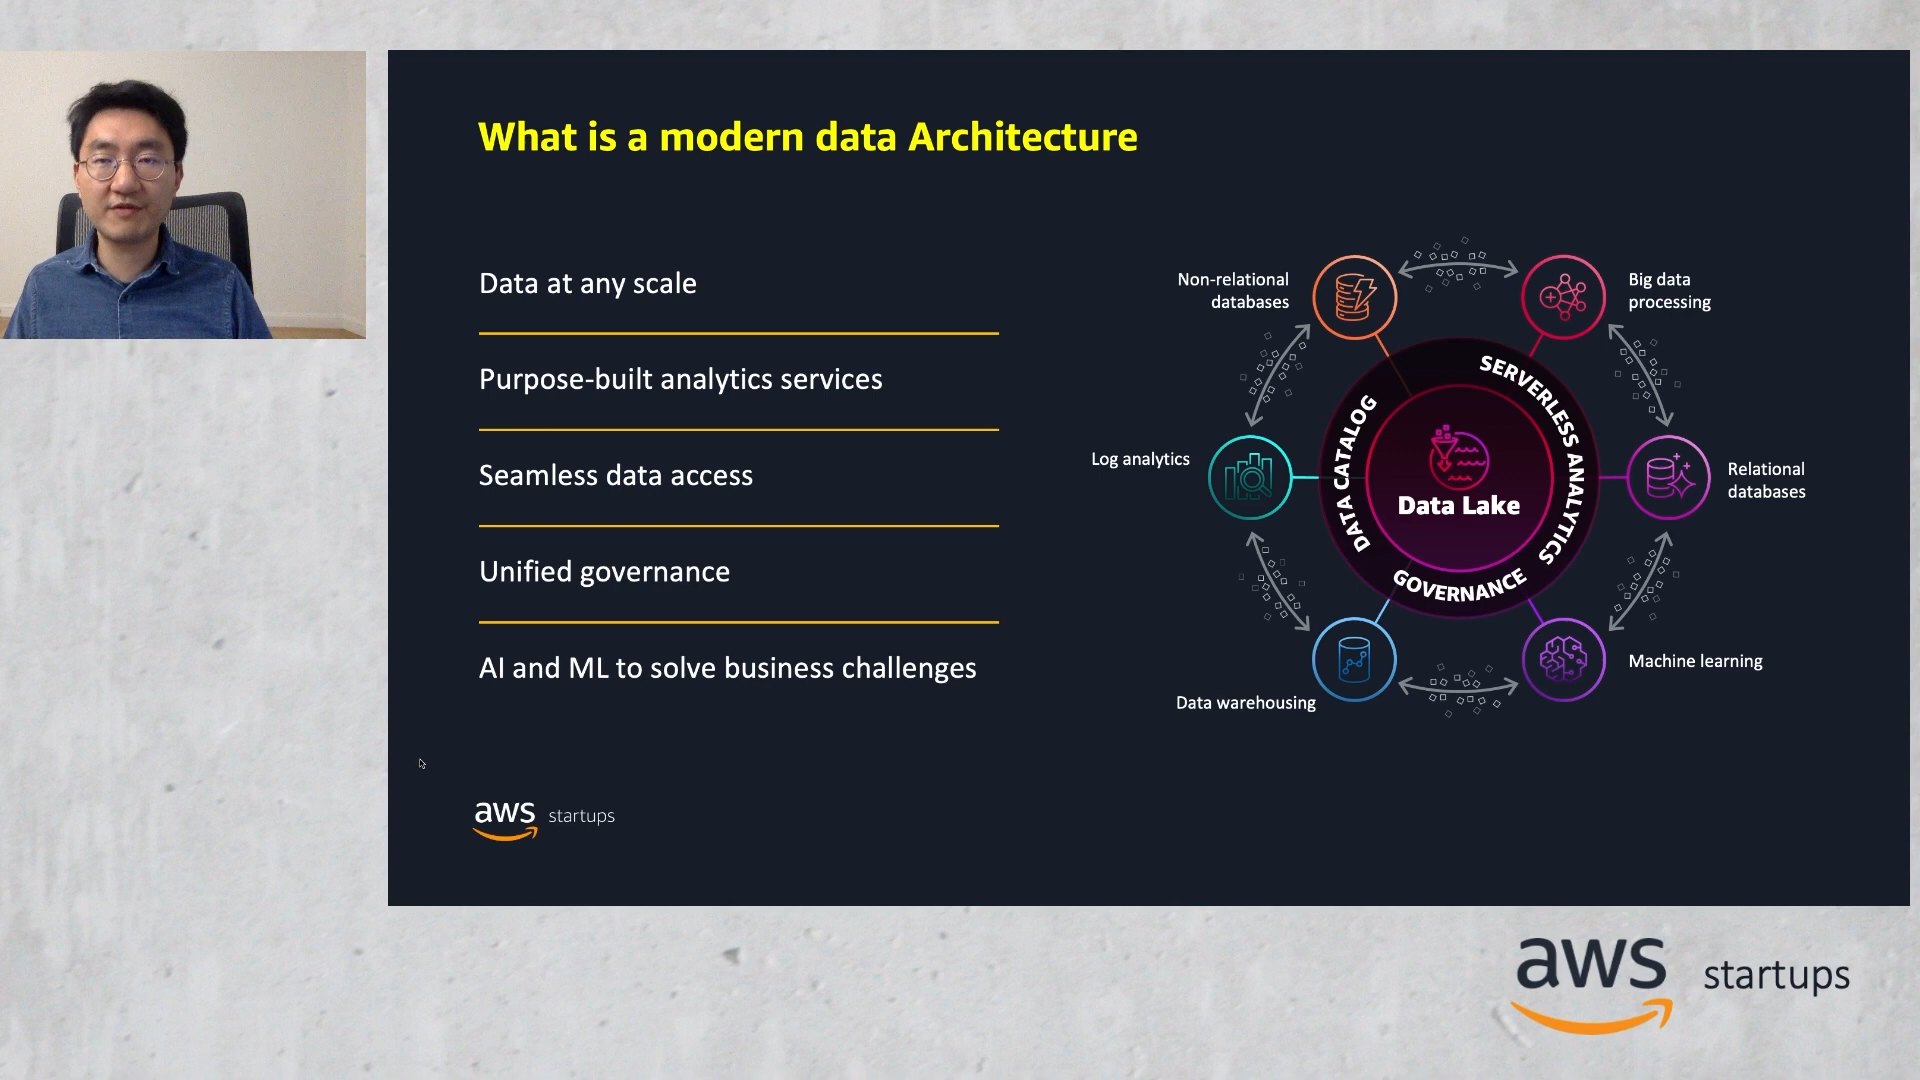 What is a modern data Architecture
Data at any scale
Purpose-built analytics services
Seamless data access
Unified governance
AI and ML to solve business challenges
Non-relational
databases
Big data
processing
Log analytics
Relational
databases
Data warehousing
Machine learning
DATA CATALOG
SERVERLESS ANALYTICS
GOVERNANCE
Data Lake
aws startups
aws startups